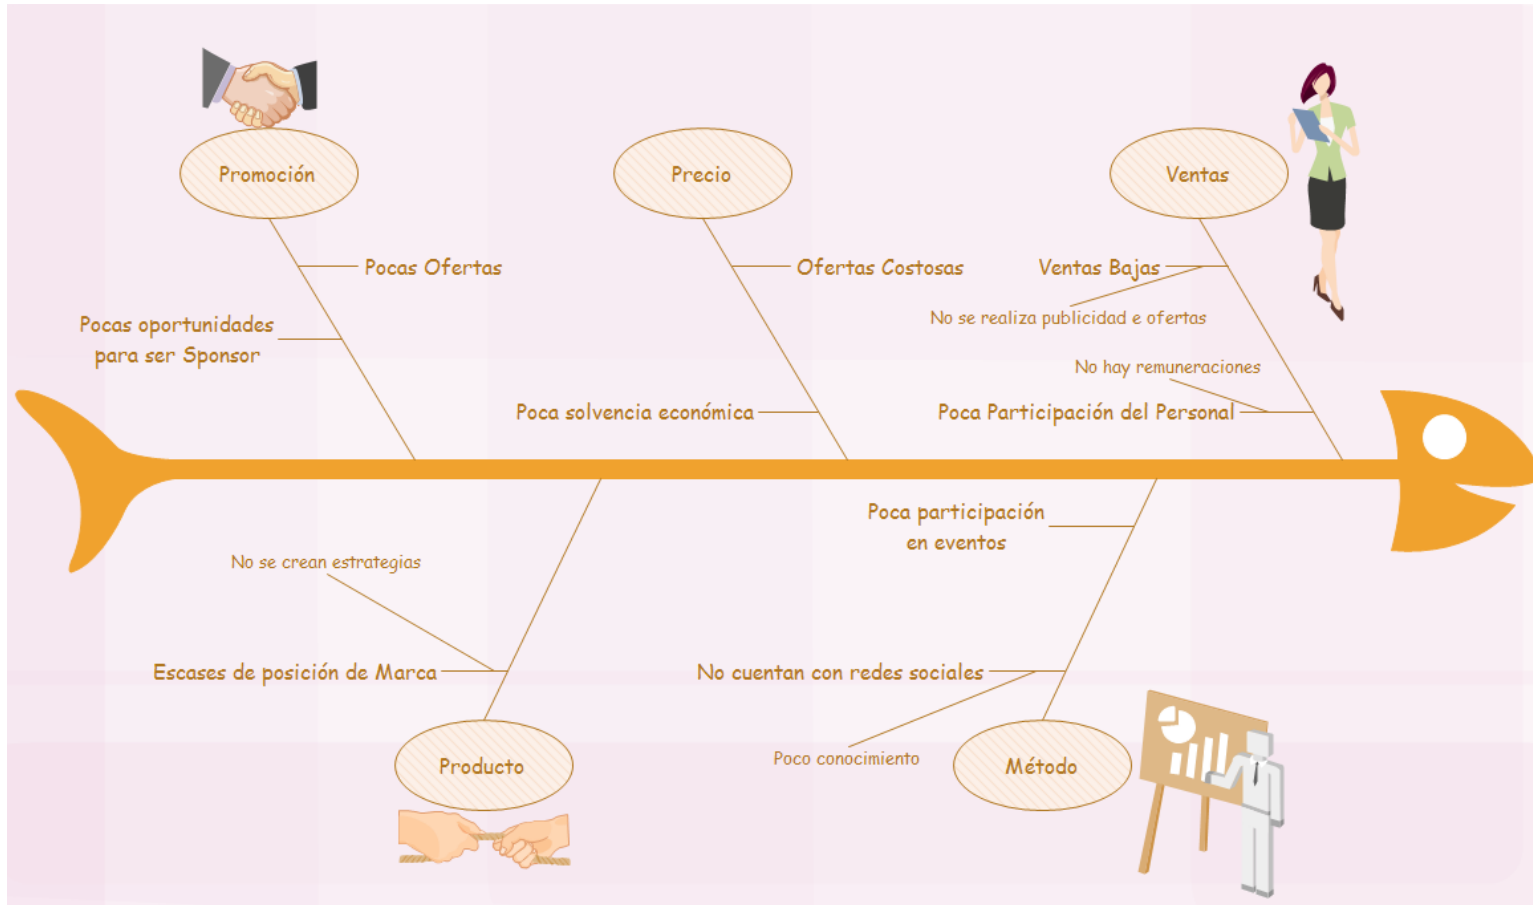 Promoción
Precio
Ventas
Pocas Ofertas
Ofertas Costosas
Ventas Bajas
No se realiza publicidad e ofertas
Pocas oportunidades
para ser Sponsor
No hay remuneraciones
Poca solvencia económica
Poca Participación del Personal
Poca participación
en eventos
No se crean estrategias
Escases de posición de Marca
No cuentan con redes sociales
Poco conocimiento
Producto
Método